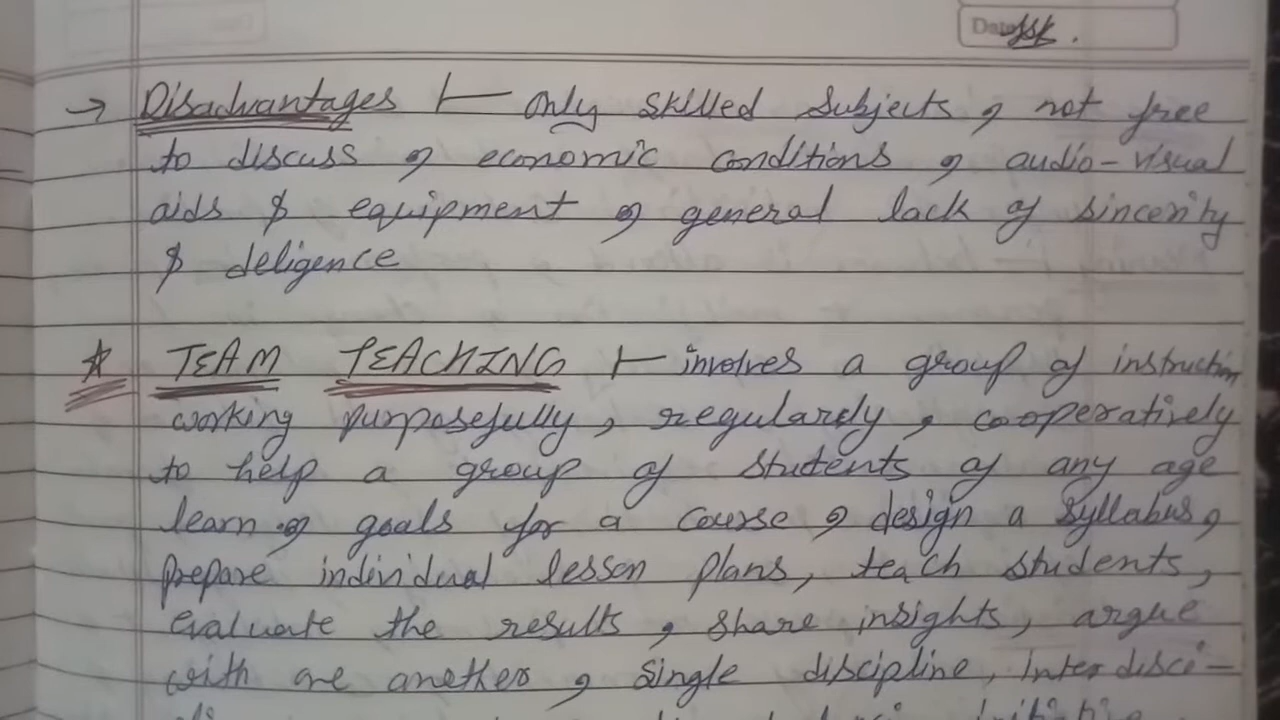 Date
→ Disadvantages ⊢ Only skilled subjects, not free
to discuss, economic conditions, audio-visual
aids & equipment, general lack of sincerity
& deligence
☆ TEAM TEACHING ⊢ involves a group of instruction
working purposefully, regularly, cooperatively
to help a group of students of any age
learn, goals for a course, design a syllabus,
prepare individual lesson plans, teach students,
evaluate the results, share insights, argue
with one another, single discipline, interdisci-